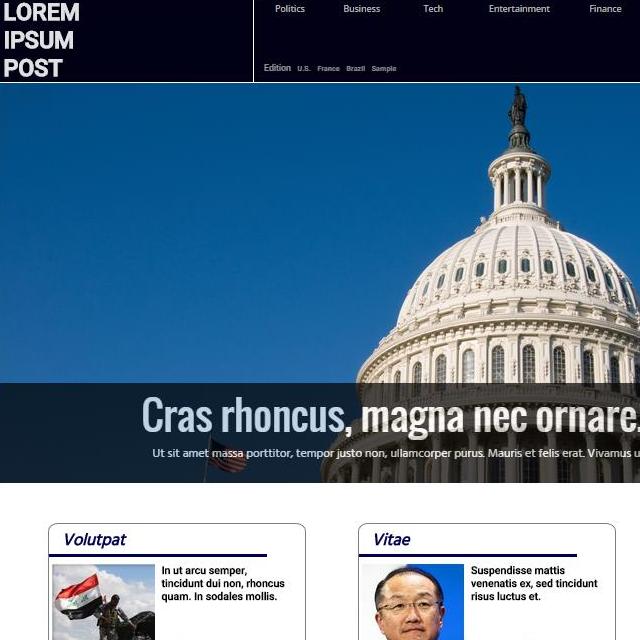 LOREM
IPSUM
POST
Politics Business Tech Entertainment Finance
Edition U.S. France Brazil Sample
Cras rhoncus, magna nec ornare.
Ut sit amet massa porttitor, tempor justo non, ullamcorper purus. Mauris et felis erat. Vivamus
Volutpat
In ut arcu semper,
tincidunt dui non, rhoncus
quam. In sodales mollis.
Vitae
Suspendisse mattis
venenatis ex, sed tincidunt
risus luctus et.